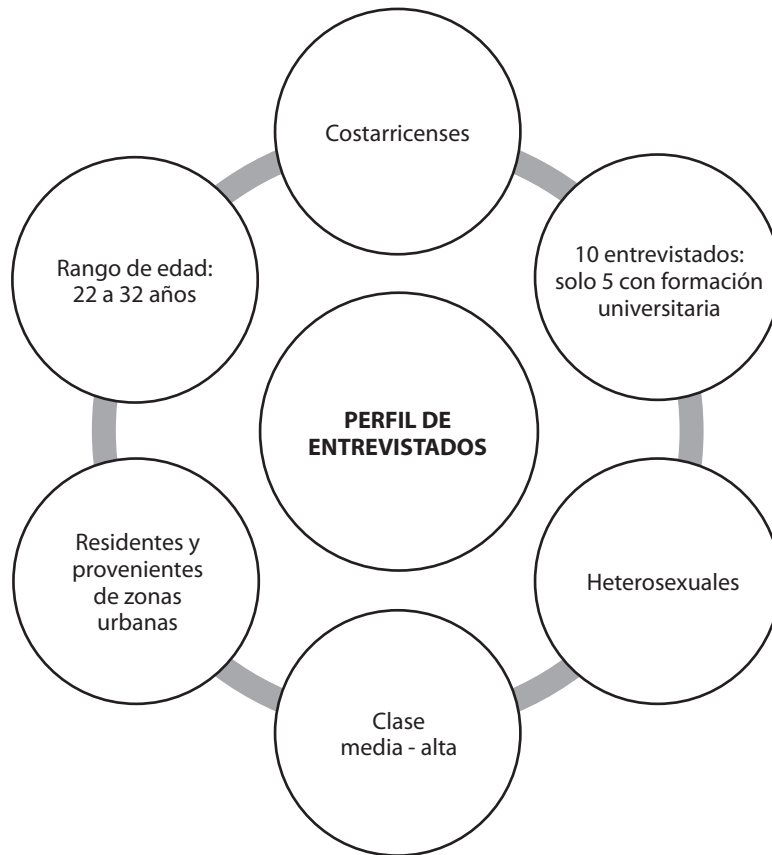 Costarricenses
10 entrevistados:
solo 5 con formación
universitaria
Rango de edad:
22 a 32 años
PERFIL DE
ENTREVISTADOS
Residentes y
provenientes
de zonas
urbanas
Heterosexuales
Clase
media - alta